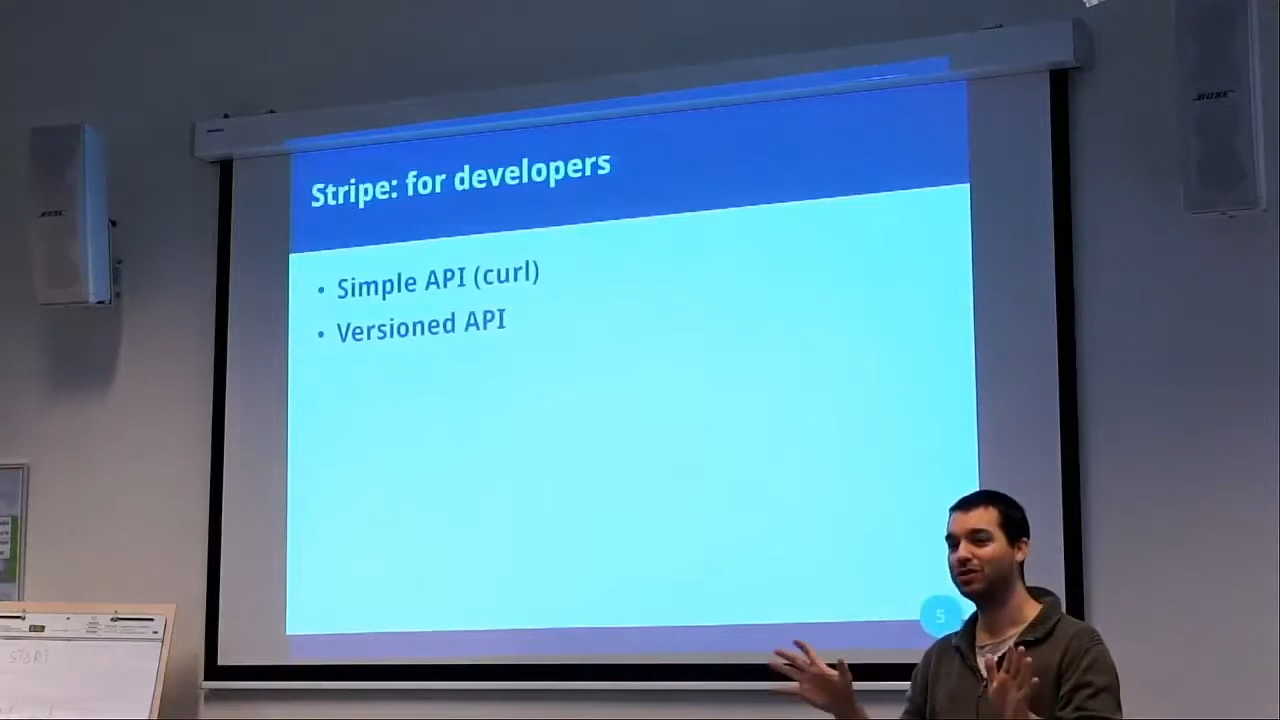 Stripe: for developers
• Simple API (curl)
• Versioned API
5
BOSE
BOSE
START